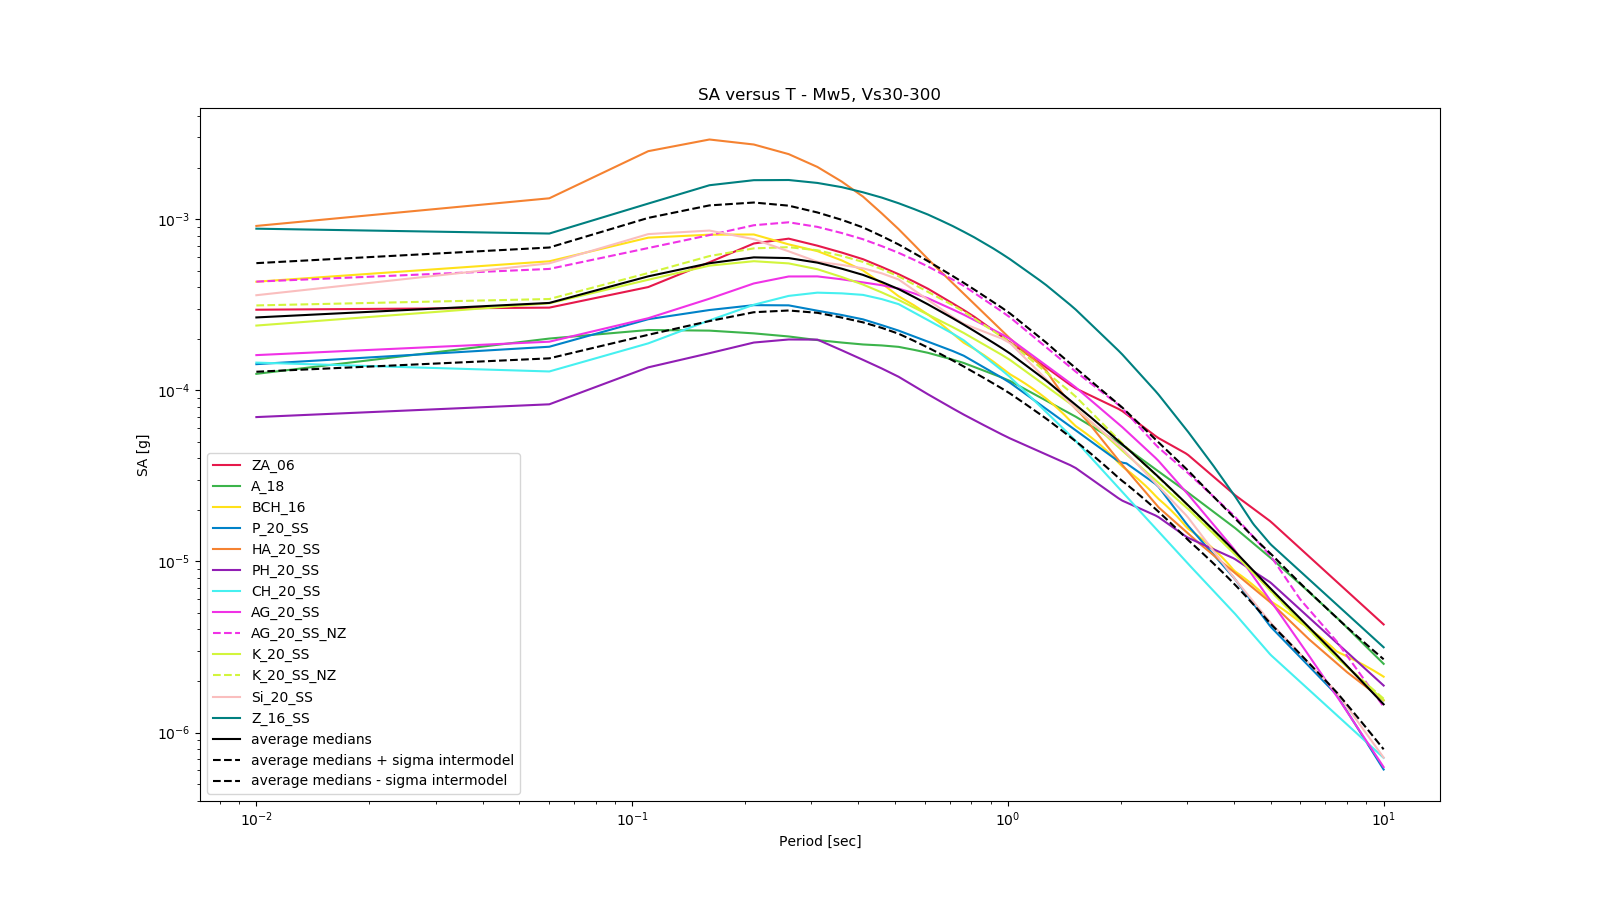 SA versus T - Mw5, Vs30-300
SA [g]
10⁻³
10⁻⁴
10⁻⁵
10⁻⁶
ZA_06
A_18
BCH_16
P_20_SS
HA_20_SS
PH_20_SS
CH_20_SS
AG_20_SS
AG_20_SS_NZ
K_20_SS
K_20_SS_NZ
Si_20_SS
Z_16_SS
average medians
average medians + sigma intermodel
average medians - sigma intermodel
10⁻² 10⁻¹ 10⁰ 10¹
Period [sec]